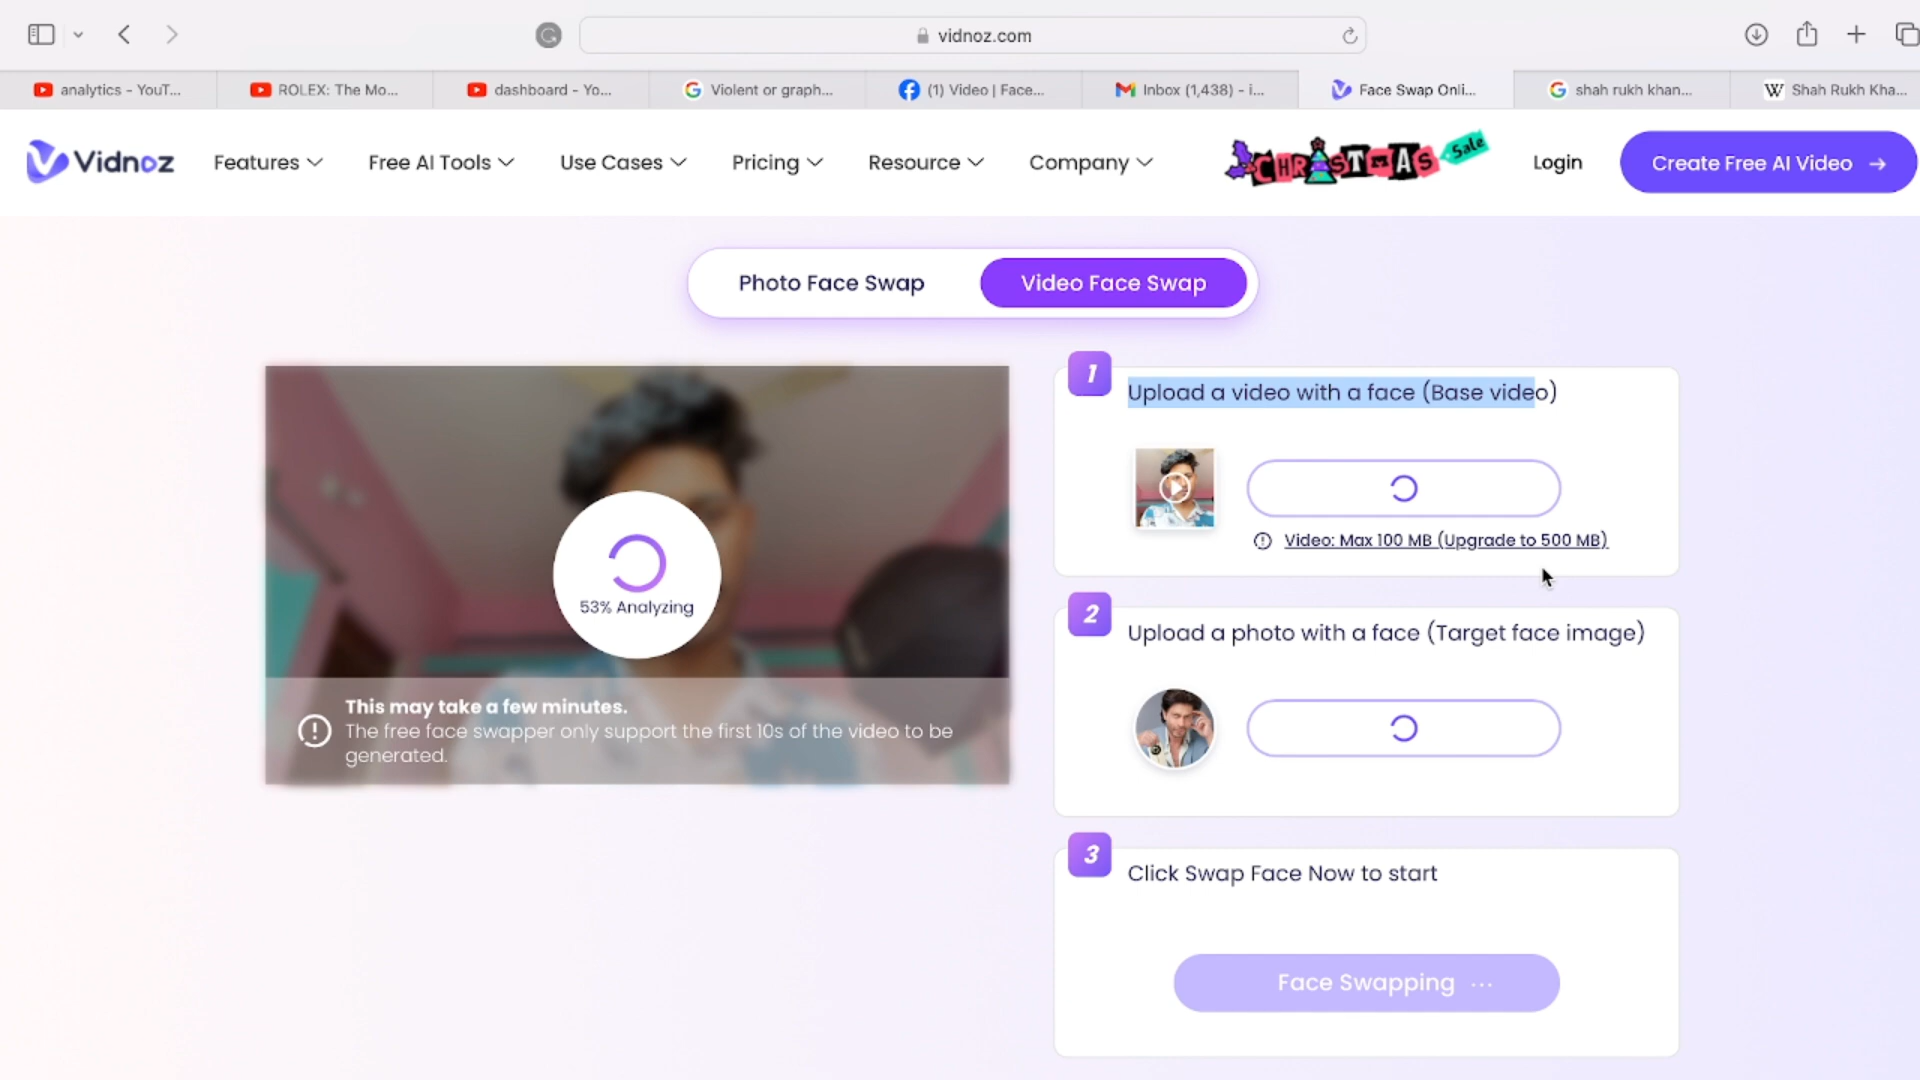 vidnoz.com
analytics - YouT...
ROLEX: The Mo...
dashboard - Yo...
Violent or graph...
(1) Video | Face...
Inbox (1,438) - i...
Face Swap Onli...
shah rukh khan...
W Shah Rukh Kha...
Vidnoz
Features
Free AI Tools
Use Cases
Pricing
Resource
Company
CHRISTMAS Sale
Login
Create Free AI Video →
Photo Face Swap
Video Face Swap
53% Analyzing
This may take a few minutes.
The free face swapper only support the first 10s of the video to be
generated.
1
Upload a video with a face (Base video)
Video: Max 100 MB (Upgrade to 500 MB).
2
Upload a photo with a face (Target face image)
3
Click Swap Face Now to start
Face Swapping ...